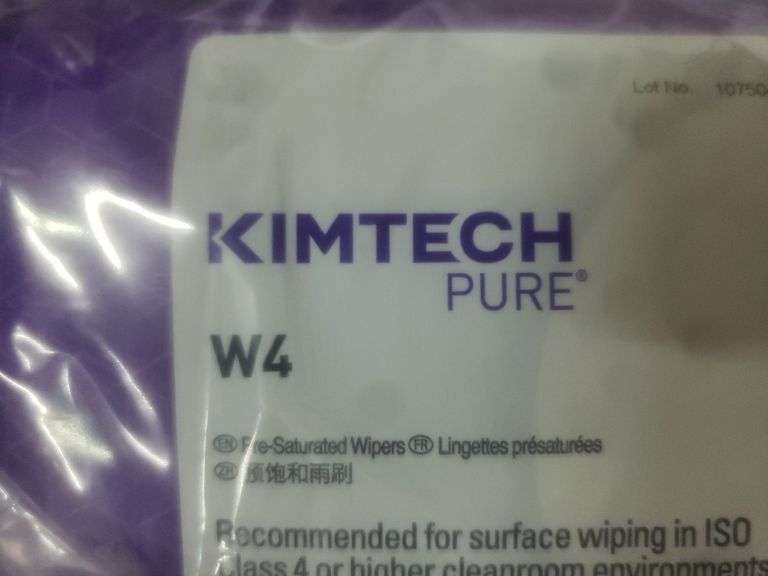 Lot No. 10750
KIMTECH
PURE®
W4
EN Pre-Saturated Wipers FR Lingettes présaturées
ZH 预饱和雨刷
Recommended for surface wiping in ISO
Class 4 or higher cleanroom environments